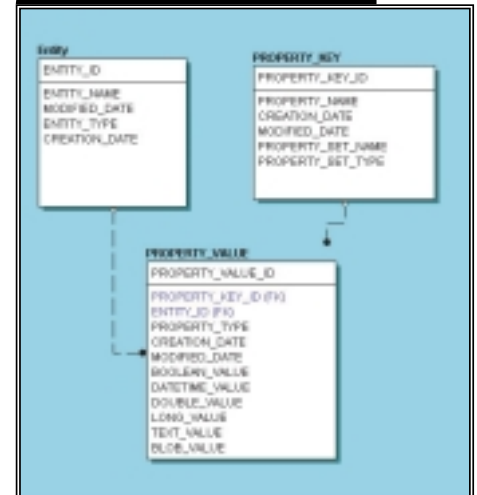 Entity
ENTITY_ID
ENTITY_NAME
MODIFIED_DATE
ENTITY_TYPE
CREATION_DATE
PROPERTY_KEY
PROPERTY_KEY_ID
PROPERTY_NAME
CREATION_DATE
MODIFIED_DATE
PROPERTY_SET_NAME
PROPERTY_SET_TYPE
PROPERTY_VALUE
PROPERTY_VALUE_ID
PROPERTY_KEY_ID (FK)
ENTITY_ID (FK)
PROPERTY_TYPE
CREATION_DATE
MODIFIED_DATE
BOOLEAN_VALUE
DATETIME_VALUE
DOUBLE_VALUE
LONG_VALUE
TEXT_VALUE
BLOB_VALUE